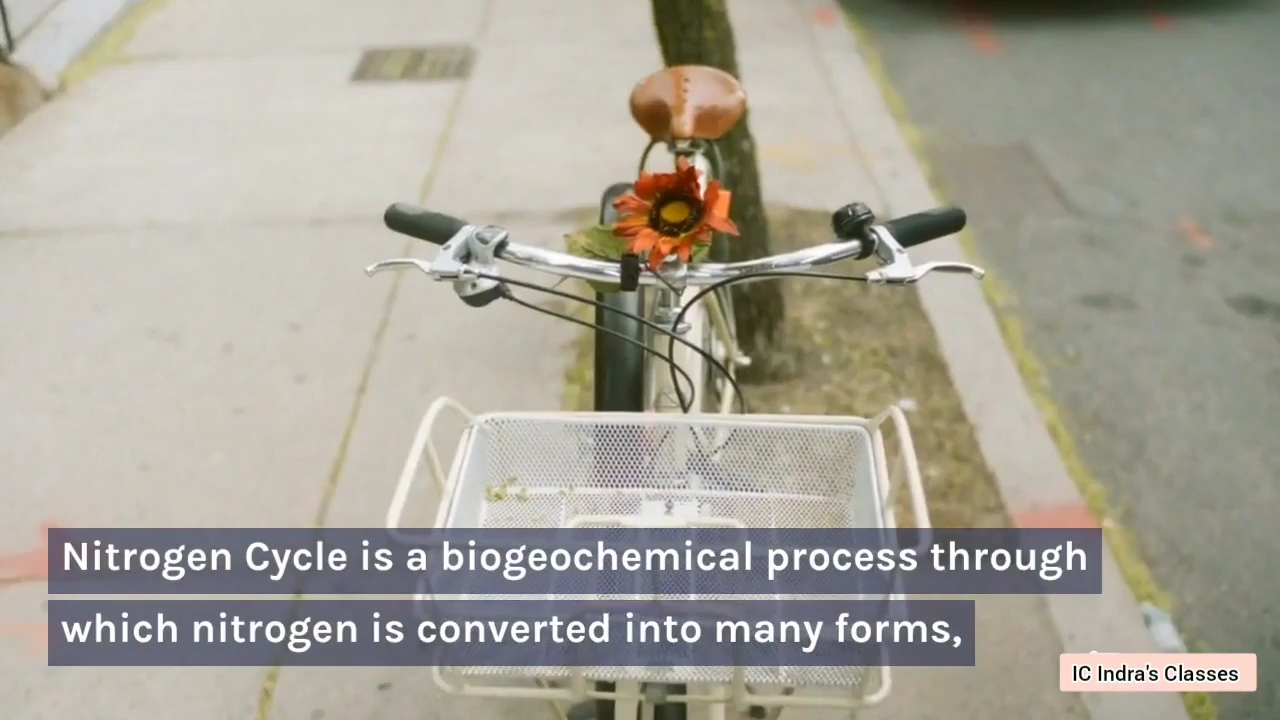 Nitrogen Cycle is a biogeochemical process through
which nitrogen is converted into many forms,
IC Indra's Classes